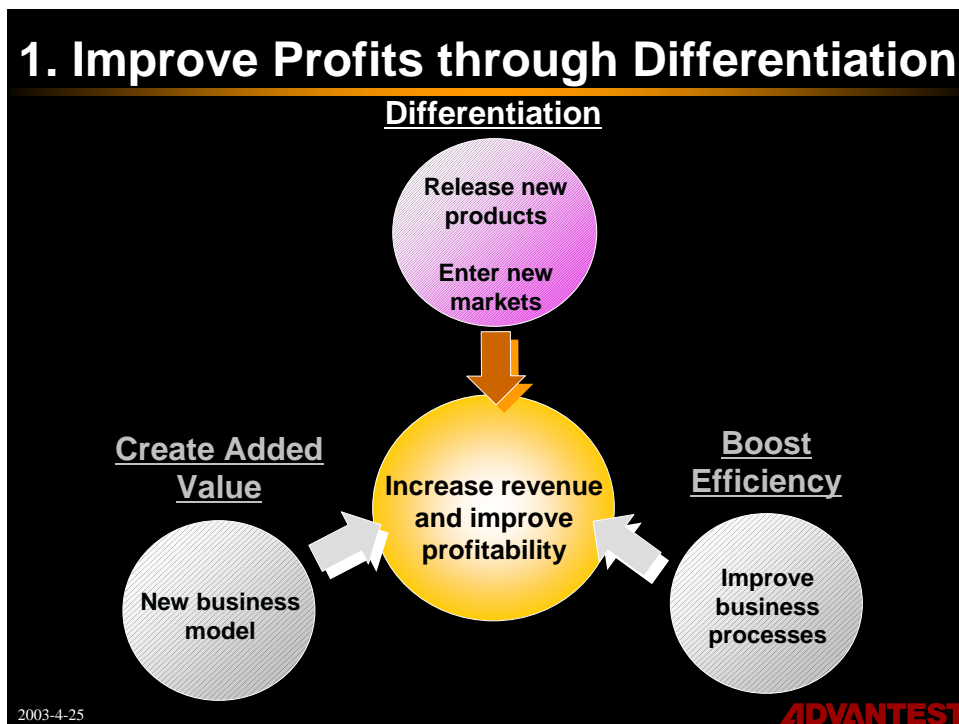 1. Improve Profits through Differentiation
Differentiation
Release new
products
Enter new
markets
Create Added
Value
Boost
Efficiency
Increase revenue
and improve
profitability
New business
model
Improve
business
processes
2003-4-25
ADVANTEST